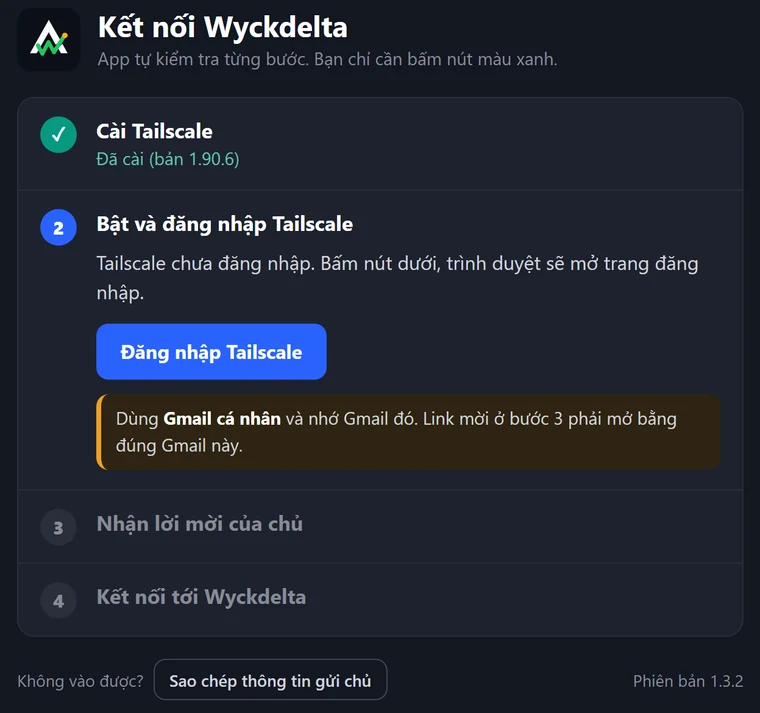 Kết nối Wyckdelta
App tự kiểm tra từng bước. Bạn chỉ cần bấm nút màu xanh.
Cài Tailscale
Đã cài (bản 1.90.6)
2
Bật và đăng nhập Tailscale
Tailscale chưa đăng nhập. Bấm nút dưới, trình duyệt sẽ mở trang đăng
nhập.
Đăng nhập Tailscale
Dùng Gmail cá nhân và nhớ Gmail đó. Link mời ở bước 3 phải mở bằng
đúng Gmail này.
3
Nhận lời mời của chủ
4
Kết nối tới Wyckdelta
Không vào được?
Sao chép thông tin gửi chủ
Phiên bản 1.3.2